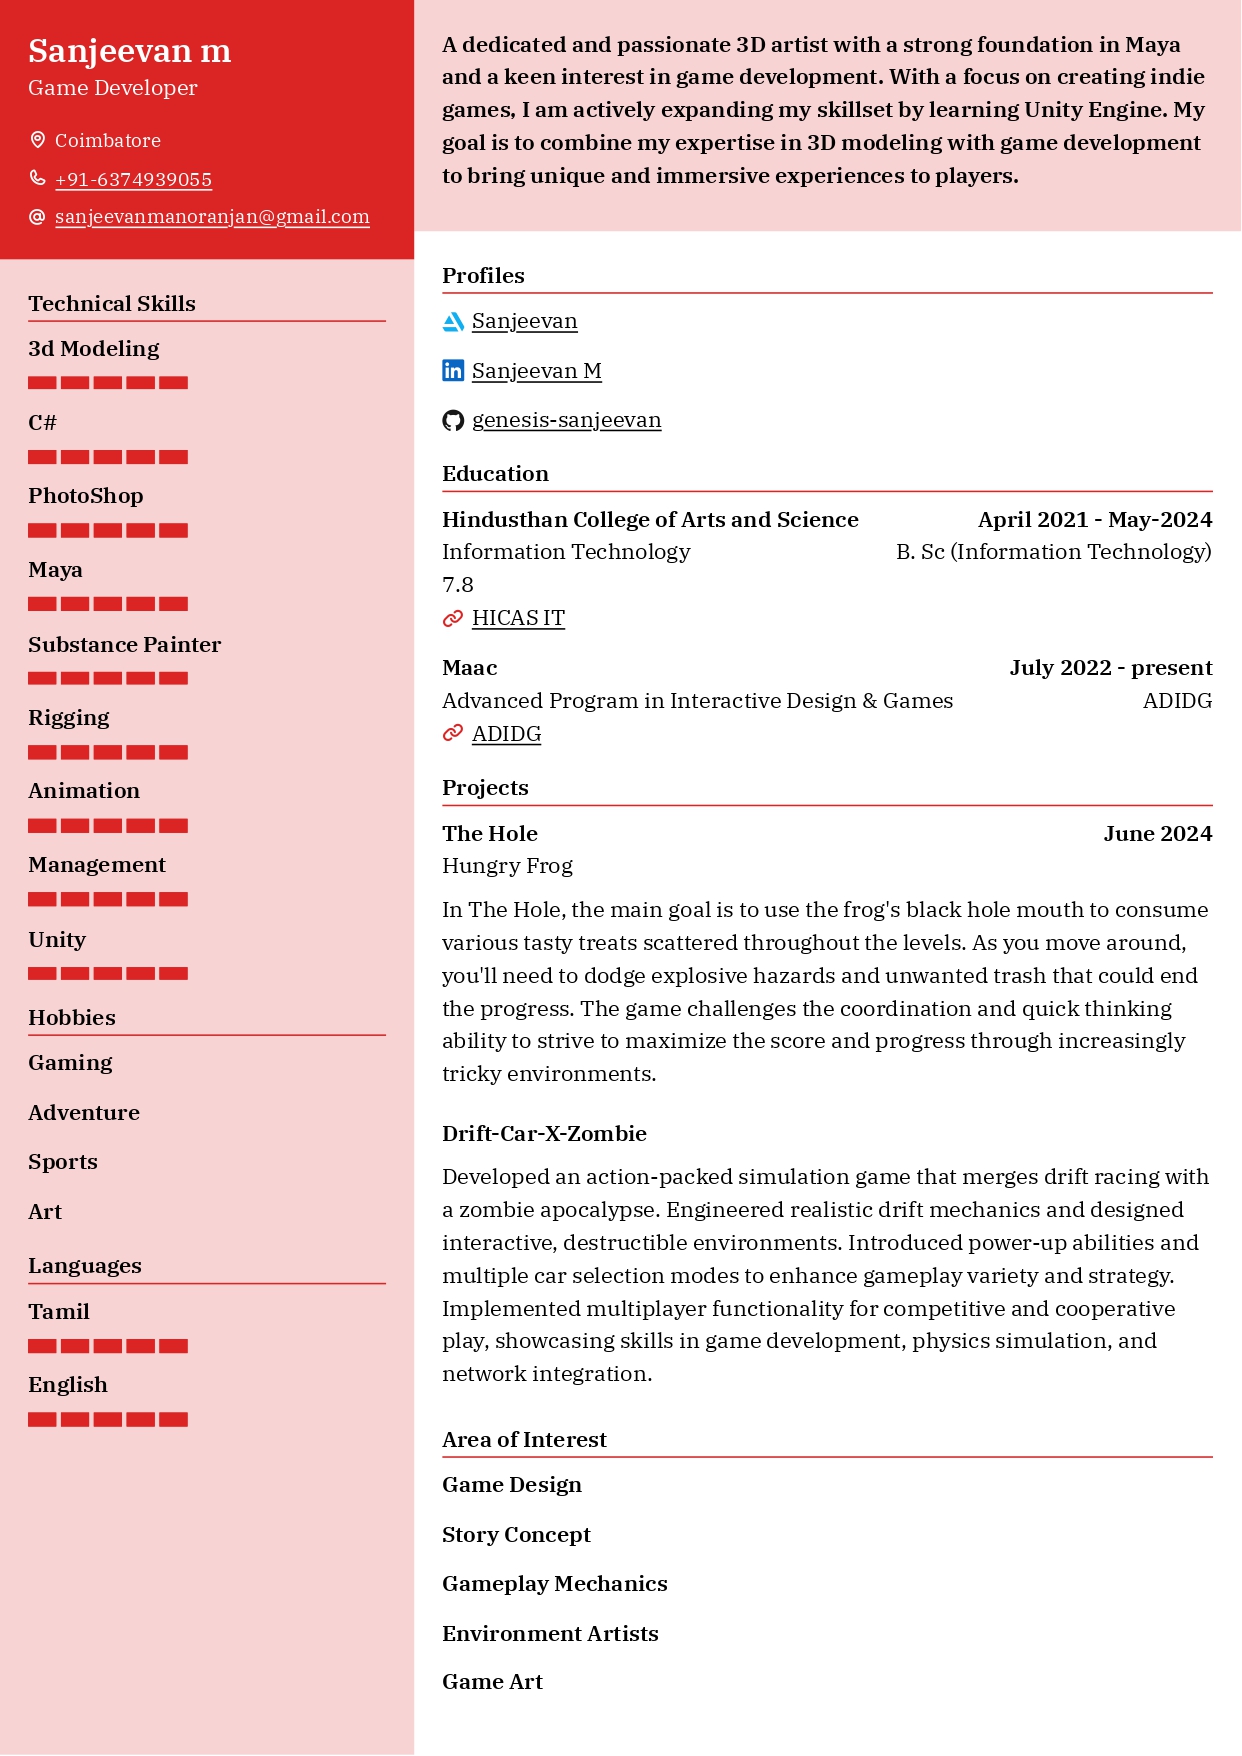 Sanjeevan m
Game Developer
Coimbatore
+91-6374939055
sanjeevanmanoranjan@gmail.com
Technical Skills
3d Modeling
C#
PhotoShop
Maya
Substance Painter
Rigging
Animation
Management
Unity
Hobbies
Gaming
Adventure
Sports
Art
Languages
Tamil
English
A dedicated and passionate 3D artist with a strong foundation in Maya
and a keen interest in game development. With a focus on creating indie
games, I am actively expanding my skillset by learning Unity Engine. My
goal is to combine my expertise in 3D modeling with game development
to bring unique and immersive experiences to players.
Profiles
Sanjeevan
Sanjeevan M
genesis-sanjeevan
Education
Hindusthan College of Arts and Science April 2021 - May-2024
Information Technology B. Sc (Information Technology)
7.8
HICAS IT
Maac July 2022 - present
Advanced Program in Interactive Design & Games ADIDG
ADIDG
Projects
The Hole June 2024
Hungry Frog
In The Hole, the main goal is to use the frog's black hole mouth to consume
various tasty treats scattered throughout the levels. As you move around,
you'll need to dodge explosive hazards and unwanted trash that could end
the progress. The game challenges the coordination and quick thinking
ability to strive to maximize the score and progress through increasingly
tricky environments.
Drift-Car-X-Zombie
Developed an action-packed simulation game that merges drift racing with
a zombie apocalypse. Engineered realistic drift mechanics and designed
interactive, destructible environments. Introduced power-up abilities and
multiple car selection modes to enhance gameplay variety and strategy.
Implemented multiplayer functionality for competitive and cooperative
play, showcasing skills in game development, physics simulation, and
network integration.
Area of Interest
Game Design
Story Concept
Gameplay Mechanics
Environment Artists
Game Art